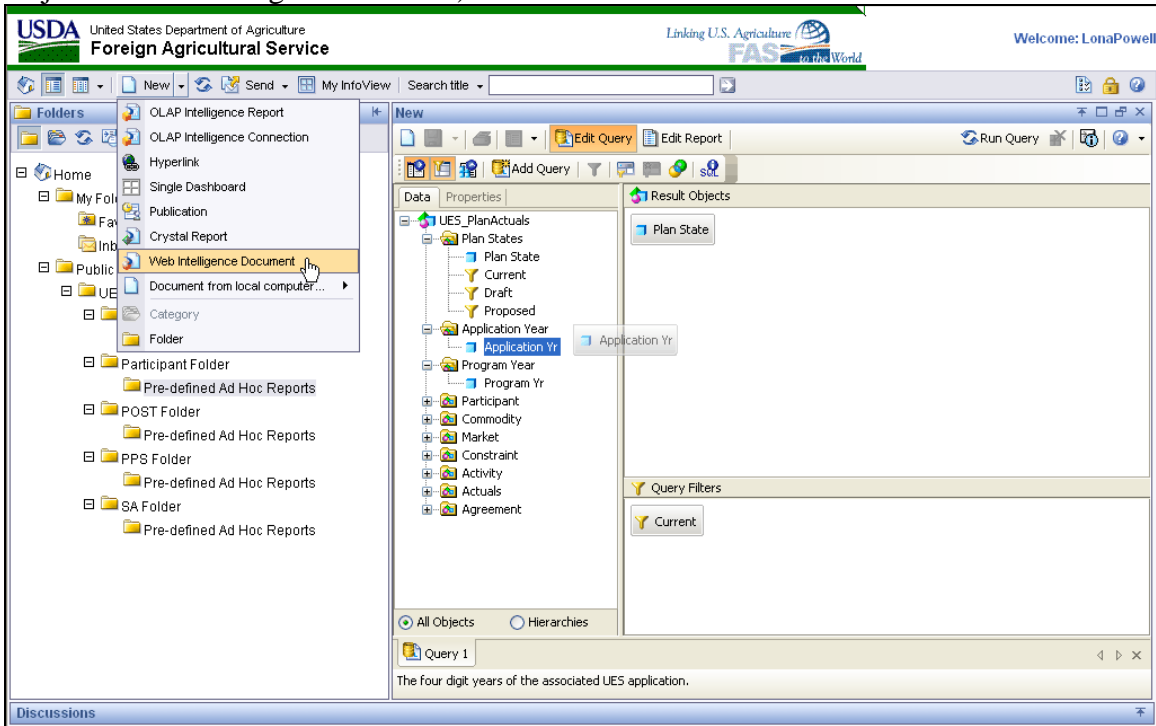 USDA United States Department of Agriculture
Foreign Agricultural Service
Linking U.S. Agriculture
FAS to the World
Welcome: LonaPowell
New Send My InfoView Search title
Folders
OLAP Intelligence Report
OLAP Intelligence Connection
Hyperlink
Single Dashboard
Publication
Crystal Report
Web Intelligence Document
Document from local computer...
Category
Folder
Home
My Fol
Fav
Inb
Public
UE
Participant Folder
Pre-defined Ad Hoc Reports
POST Folder
Pre-defined Ad Hoc Reports
PPS Folder
Pre-defined Ad Hoc Reports
SA Folder
Pre-defined Ad Hoc Reports
New
Edit Query Edit Report Run Query
Add Query SQL
Data Properties
UES_PlanActuals
Plan States
Plan State
Current
Draft
Proposed
Application Year
Application Yr Application Yr
Program Year
Program Yr
Participant
Commodity
Market
Constraint
Activity
Actuals
Agreement
All Objects Hierarchies
Result Objects
Plan State
Query Filters
Current
Query 1
The four digit years of the associated UES application.
Discussions